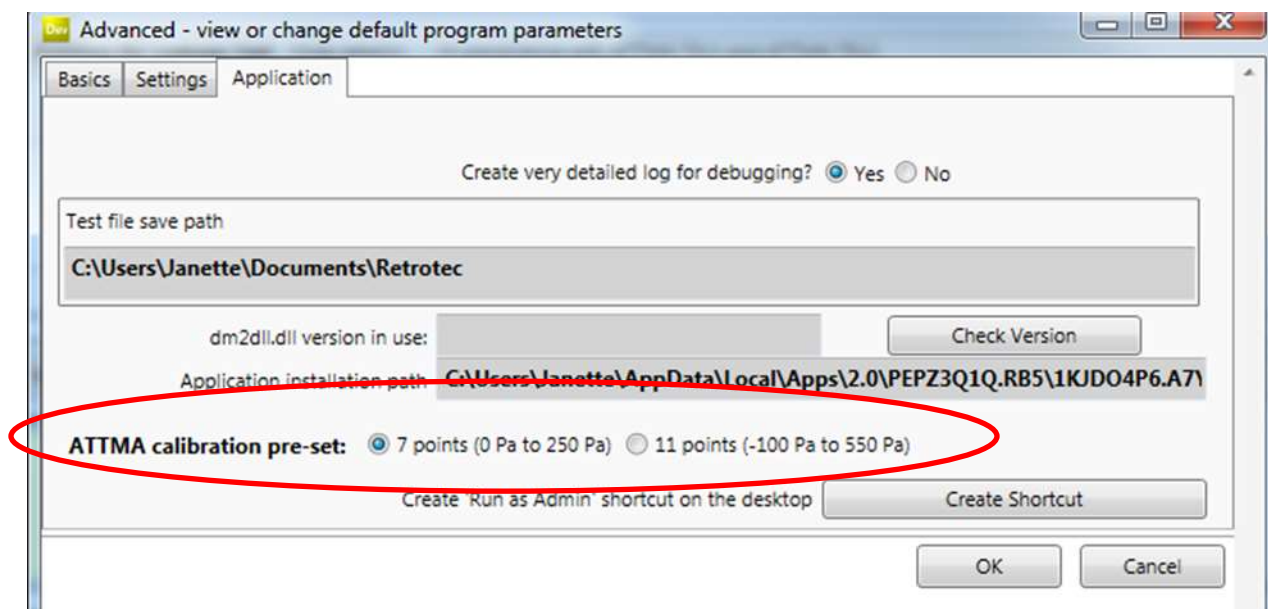 Dev Advanced - view or change default program parameters
Basics Settings Application
Create very detailed log for debugging? Yes No
Test file save path
C:\Users\Janette\Documents\Retrotec
dm2dll.dll version in use: Check Version
Application installation path C:\Users\Janette\AppData\Local\Apps\2.0\PEPZ3Q1Q.RB5\1KJDO4P6.A7\
ATTMA calibration pre-set: 7 points (0 Pa to 250 Pa) 11 points (-100 Pa to 550 Pa)
Create 'Run as Admin' shortcut on the desktop Create Shortcut
OK Cancel